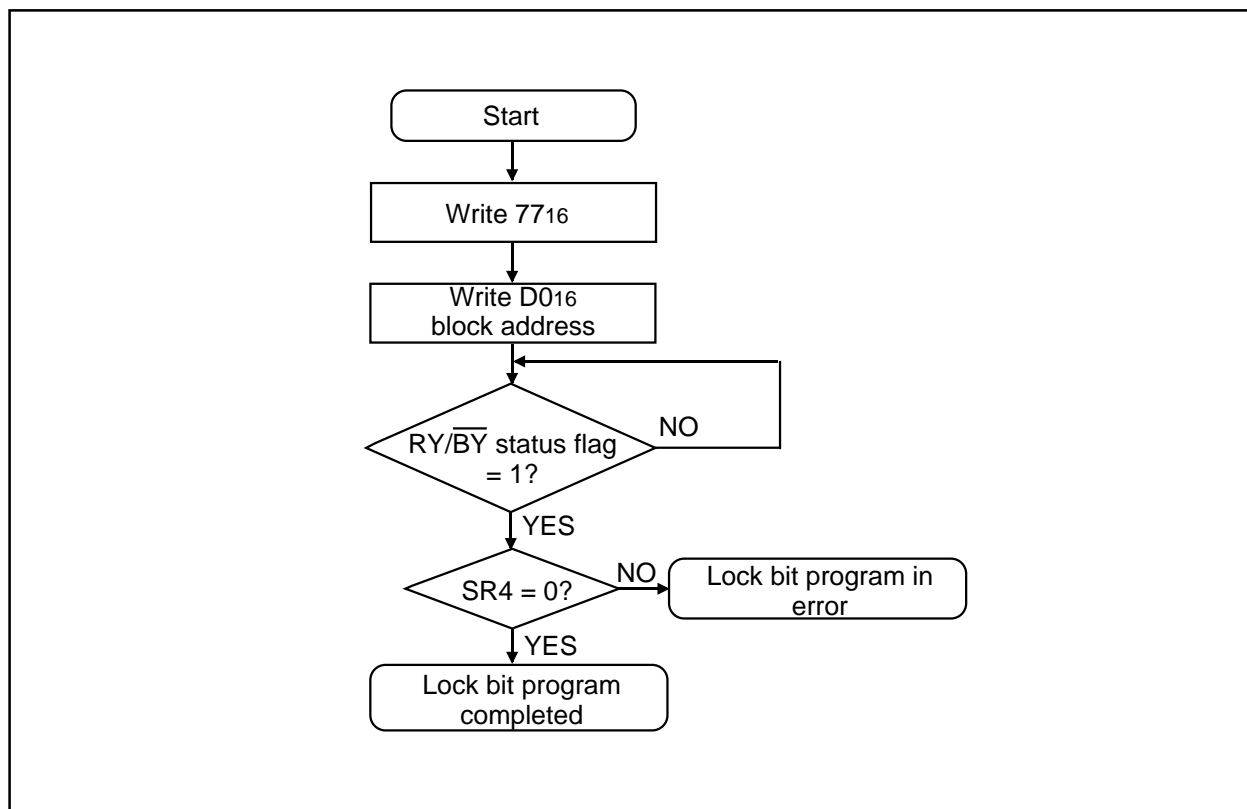 Start
Write 7716
Write D016
block address
RY/B̅Y̅ status flag
= 1?
NO
YES
SR4 = 0?
NO
Lock bit program in
error
YES
Lock bit program
completed